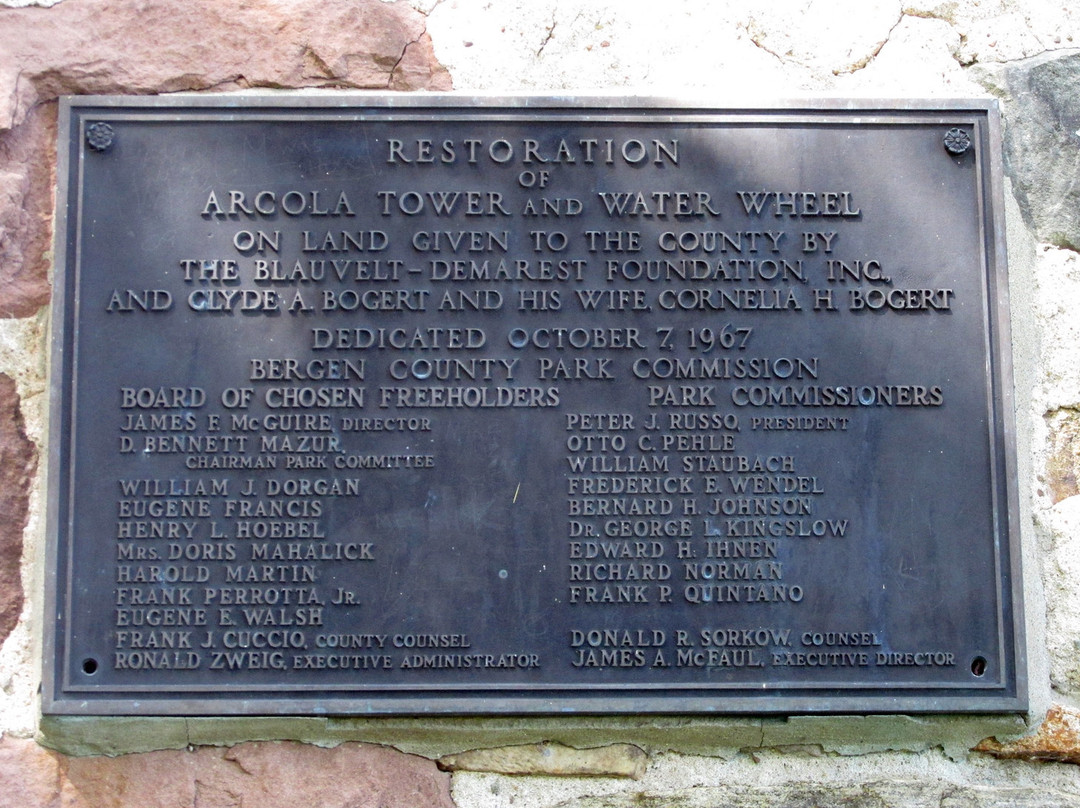 RESTORATION
OF
ARCOLA TOWER AND WATER WHEEL
ON LAND GIVEN TO THE COUNTY BY
THE BLAUVELT-DEMAREST FOUNDATION, INC.,
AND CLYDE A. BOGERT AND HIS WIFE, CORNELIA H. BOGERT
DEDICATED OCTOBER 7, 1967
BERGEN COUNTY PARK COMMISSION
BOARD OF CHOSEN FREEHOLDERS
JAMES F. McGUIRE, DIRECTOR
D. BENNETT MAZUR,
CHAIRMAN PARK COMMITTEE
WILLIAM J. DORGAN
EUGENE FRANCIS
HENRY L. HOEBEL
MRS. DORIS MAHALICK
HAROLD MARTIN
FRANK PERROTTA, JR.
EUGENE E. WALSH
FRANK J. CUCCIO, COUNTY COUNSEL
RONALD ZWEIG, EXECUTIVE ADMINISTRATOR
PARK COMMISSIONERS
PETER J. RUSSO, PRESIDENT
OTTO C. PEHLE
WILLIAM STAUBACH
FREDERICK E. WENDEL
BERNARD H. JOHNSON
DR. GEORGE L. KINGSLOW
EDWARD H. IHNEN
RICHARD NORMAN
FRANK P. QUINTANO
DONALD R. SORKOW, COUNSEL
JAMES A. McFAUL, EXECUTIVE DIRECTOR